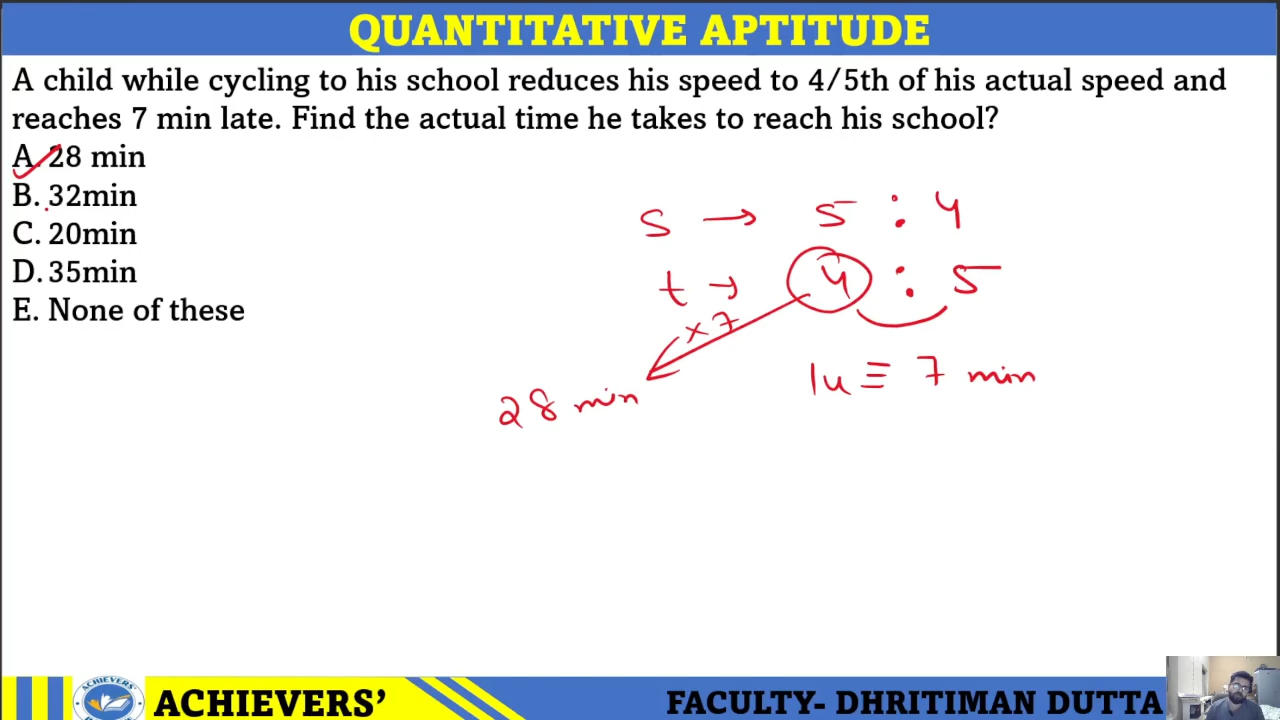 QUANTITATIVE APTITUDE
A child while cycling to his school reduces his speed to 4/5th of his actual speed and
reaches 7 min late. Find the actual time he takes to reach his school?
A. 28 min
B. 32min
C. 20min
D. 35min
E. None of these
S → 5 : 4
t → 4 : 5
×7
1u ≡ 7 min
28 min
ACHIEVERS
ACHIEVERS’
FACULTY- DHRITIMAN DUTTA